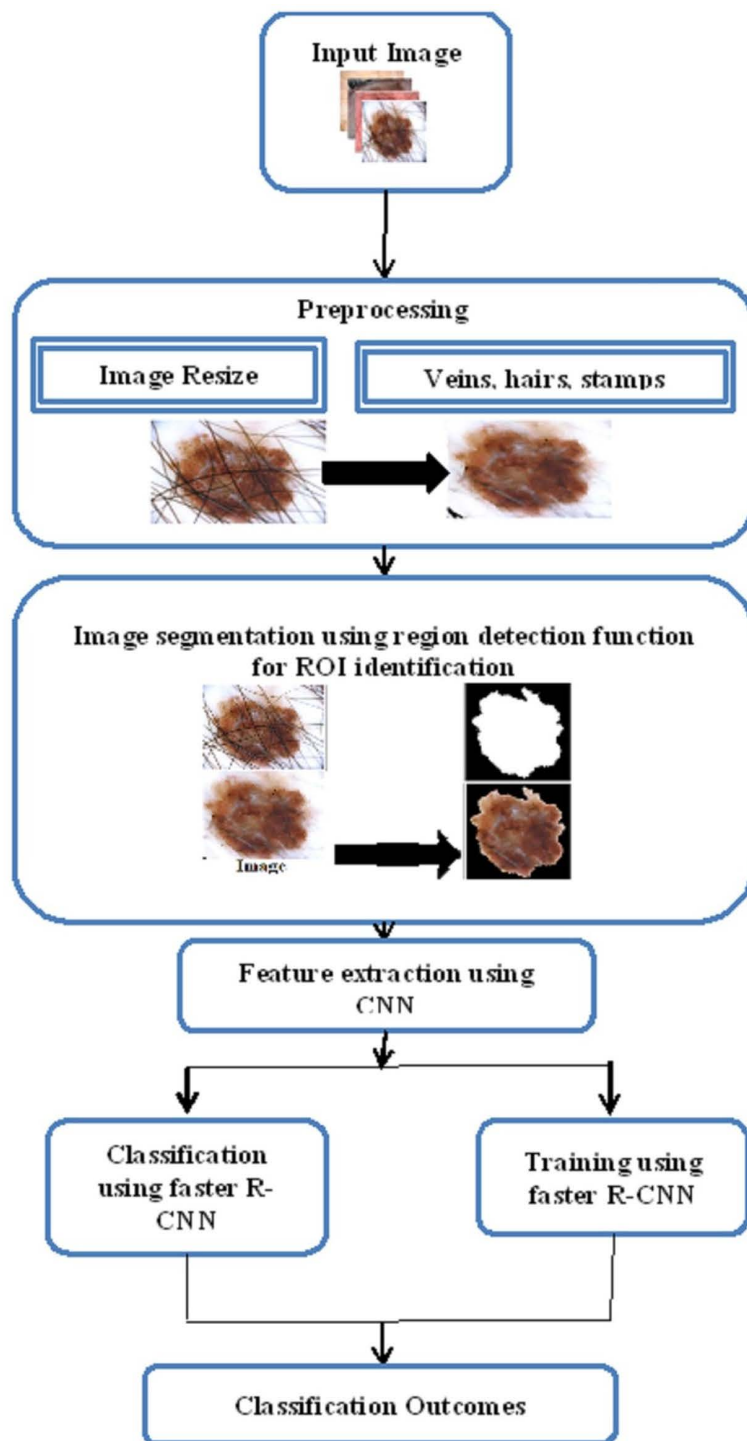 Input Image
Preprocessing
Image Resize
Veins, hairs, stamps
Image segmentation using region detection function
for ROI identification
Image
Feature extraction using
CNN
Classification
using faster R-
CNN
Training using
faster R-CNN
Classification Outcomes